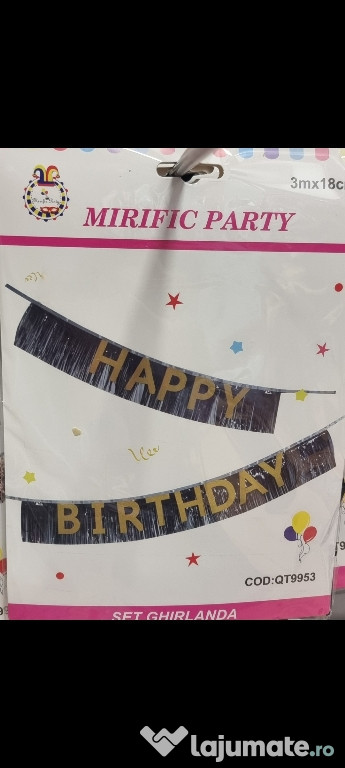 3mx18c
MIRIFIC PARTY
HAPPY
BIRTHDAY
COD:QT9953
SET GHIRLANDA
lajumate.ro